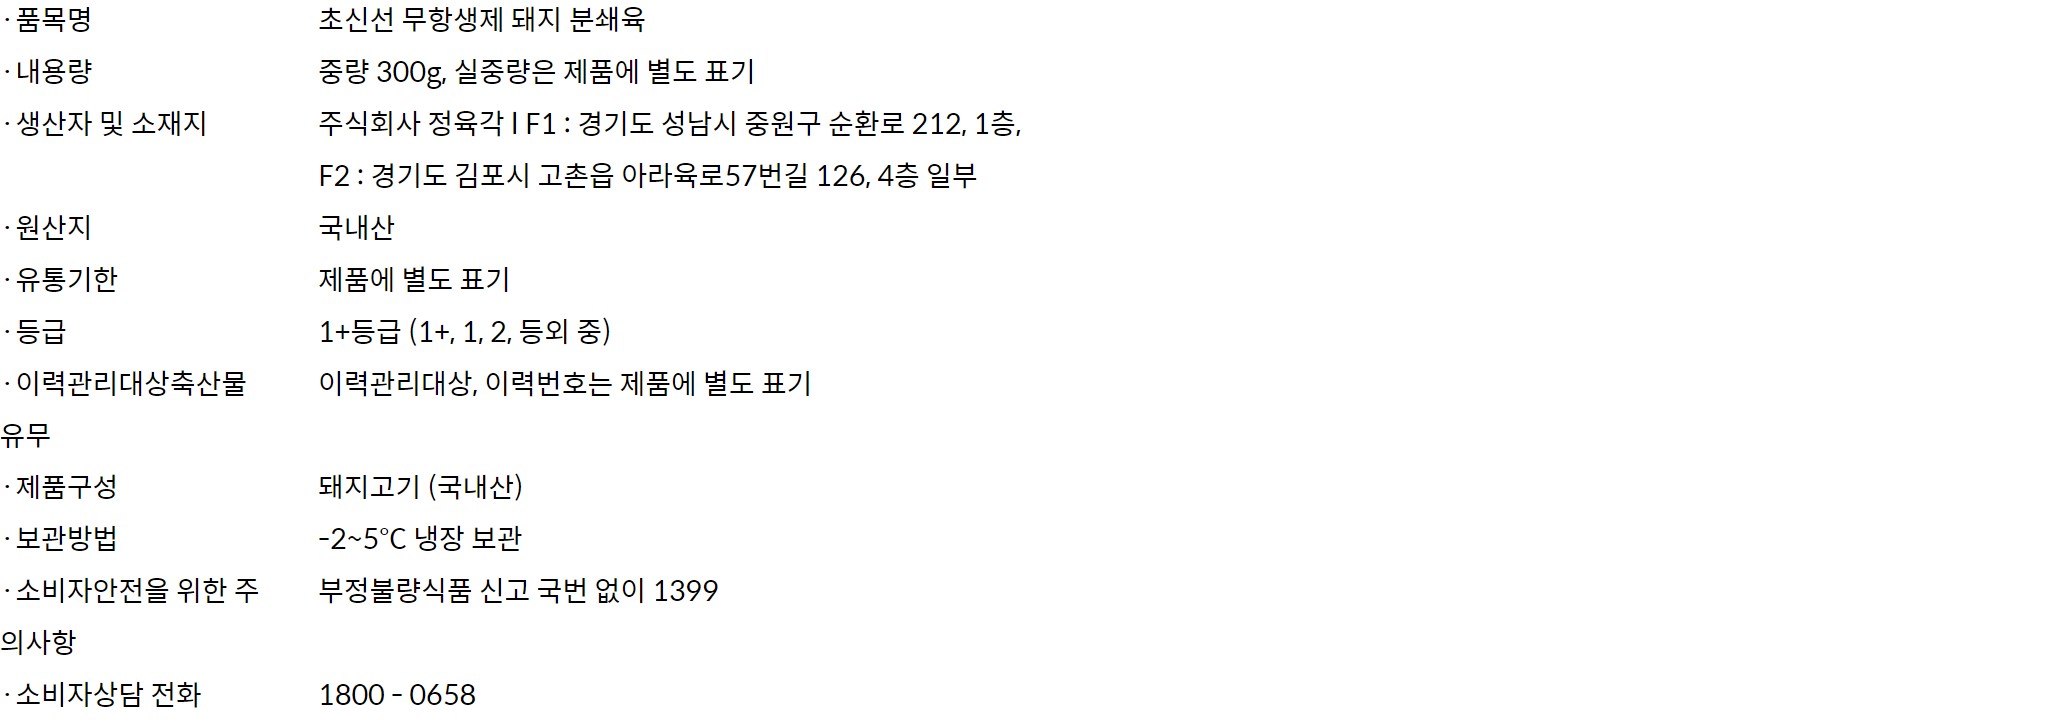 · 품목명 초신선 무항생제 돼지 분쇄육
· 내용량 중량 300g, 실중량은 제품에 별도 표기
· 생산자 및 소재지 주식회사 정육각 I F1 : 경기도 성남시 중원구 순환로 212, 1층,
F2 : 경기도 김포시 고촌읍 아라육로57번길 126, 4층 일부
· 원산지 국내산
· 유통기한 제품에 별도 표기
· 등급 1+등급 (1+, 1, 2, 등외 중)
· 이력관리대상축산물 이력관리대상, 이력번호는 제품에 별도 표기
유무
· 제품구성 돼지고기 (국내산)
· 보관방법 -2~5°C 냉장 보관
· 소비자안전을 위한 주 부정불량식품 신고 국번 없이 1399
의사항
· 소비자상담 전화 1800 - 0658